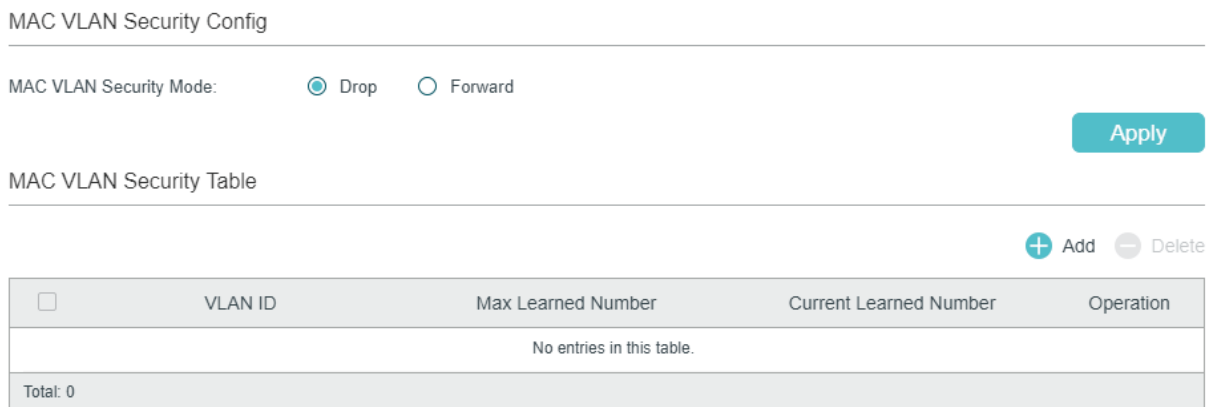 MAC VLAN Security Config
MAC VLAN Security Mode: Drop Forward
Apply
MAC VLAN Security Table
Add Delete
VLAN ID Max Learned Number Current Learned Number Operation
No entries in this table.
Total: 0